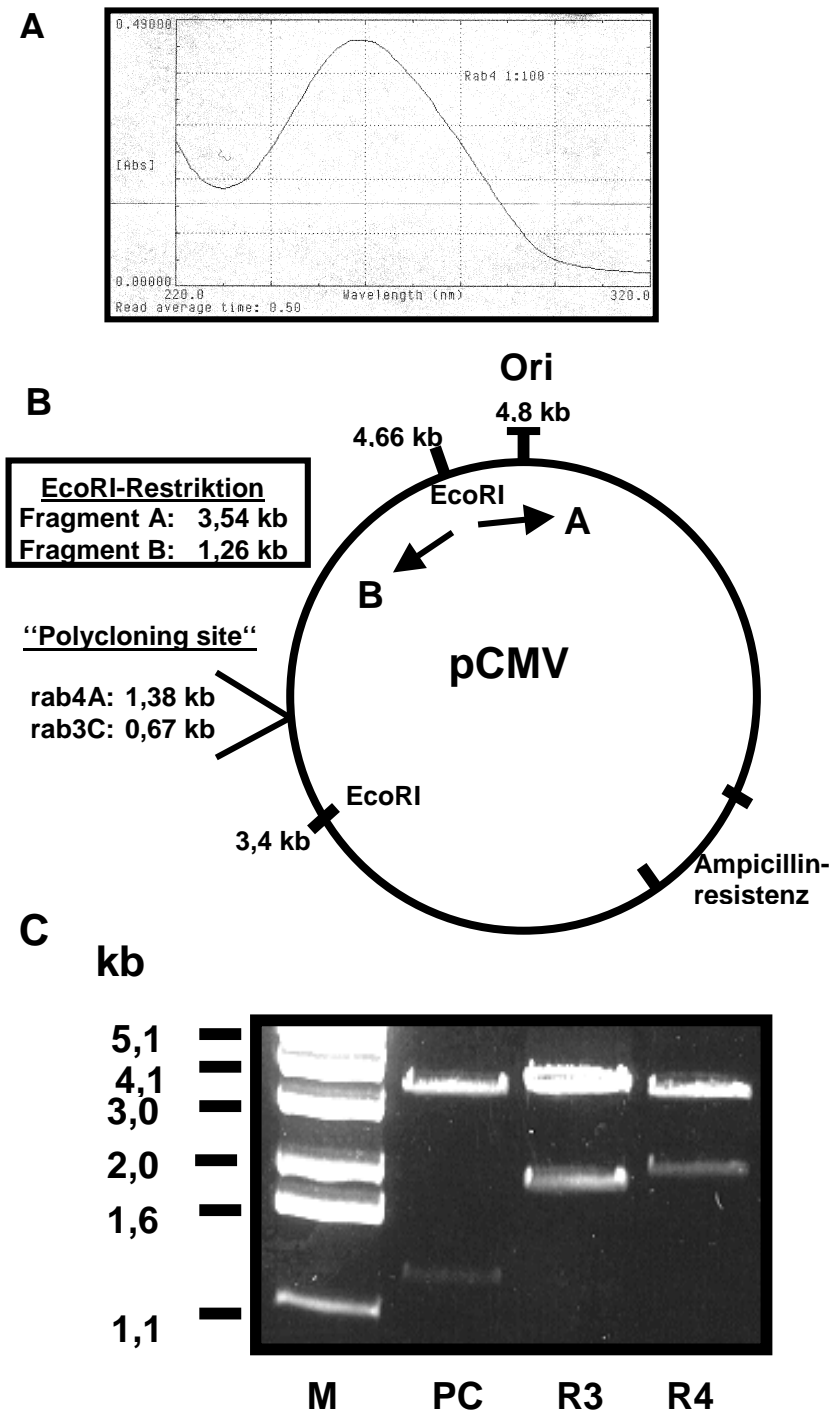 A
0.49000
Rab4 1:100
[Abs]
0.00000
220.0 Wavelength (nm) 320.0
Read average time: 0.50
B
Ori
4,8 kb
4,66 kb
EcoRI
EcoRI-Restriktion
Fragment A: 3,54 kb
Fragment B: 1,26 kb
A
B
"Polycloning site"
pCMV
rab4A: 1,38 kb
rab3C: 0,67 kb
EcoRI
3,4 kb
Ampicillin-
resistenz
C
kb
5,1
4,1
3,0
2,0
1,6
1,1
M PC R3 R4